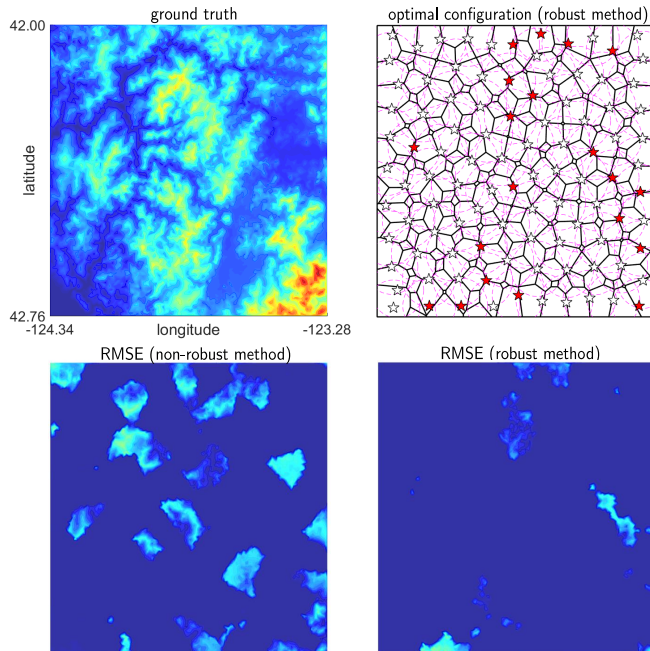 ground truth
optimal configuration (robust method)
42.00
latitude
42.76
-124.34
longitude
-123.28
RMSE (non-robust method)
RMSE (robust method)